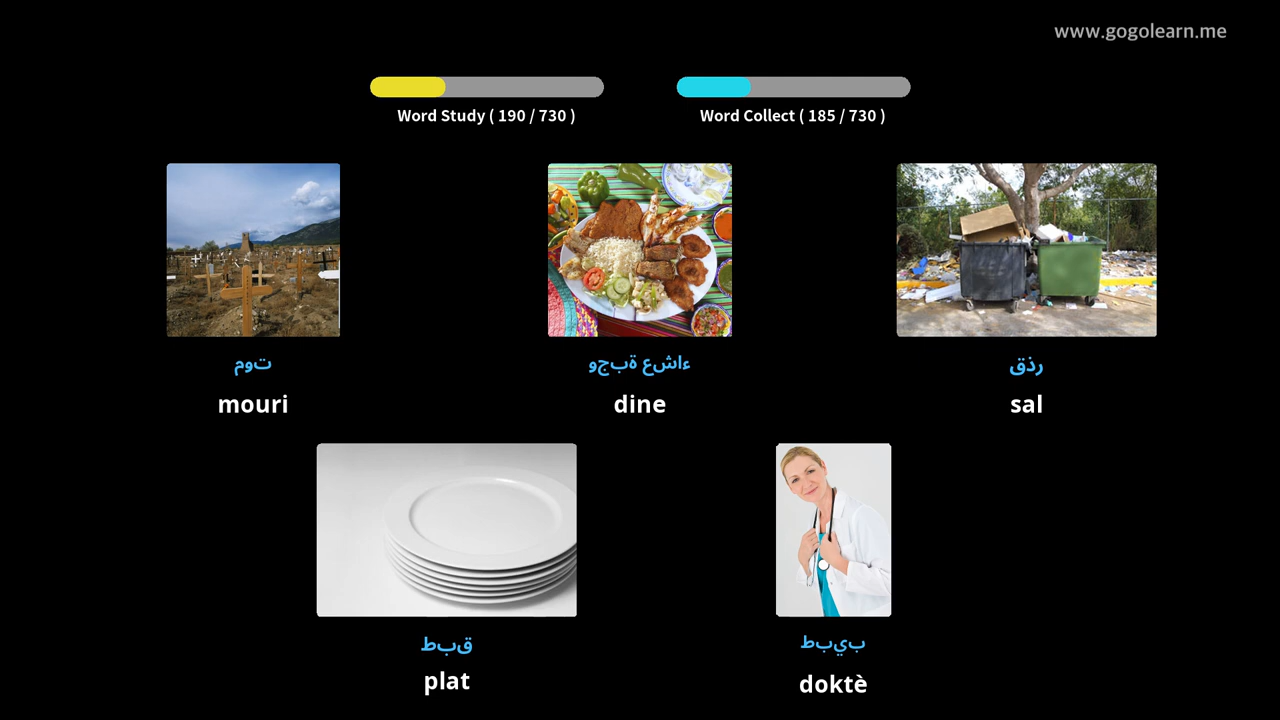 www.gogolearn.me
Word Study ( 190 / 730 )
Word Collect ( 185 / 730 )
توم
ءاشع ةبجو
رذق
mouri
dine
sal
قبط
بيبط
plat
doktè